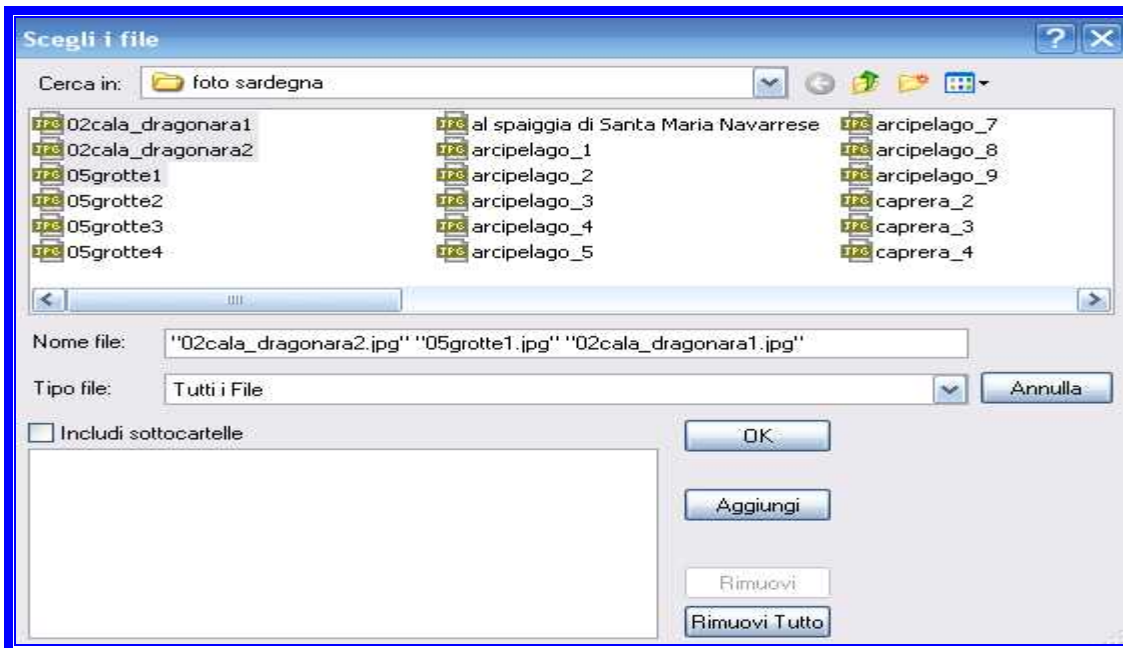 Scegli i file
Cerca in: foto sardegna
02cala_dragonara1
02cala_dragonara2
05grotte1
05grotte2
05grotte3
05grotte4
al spaiggia di Santa Maria Navarrese
arcipelago_1
arcipelago_2
arcipelago_3
arcipelago_4
arcipelago_5
arcipelago_7
arcipelago_8
arcipelago_9
caprera_2
caprera_3
caprera_4
Nome file: "02cala_dragonara2.jpg" "05grotte1.jpg" "02cala_dragonara1.jpg"
Tipo file: Tutti i File
Annulla
Includi sottocartelle
OK
Aggiungi
Rimuovi
Rimuovi Tutto